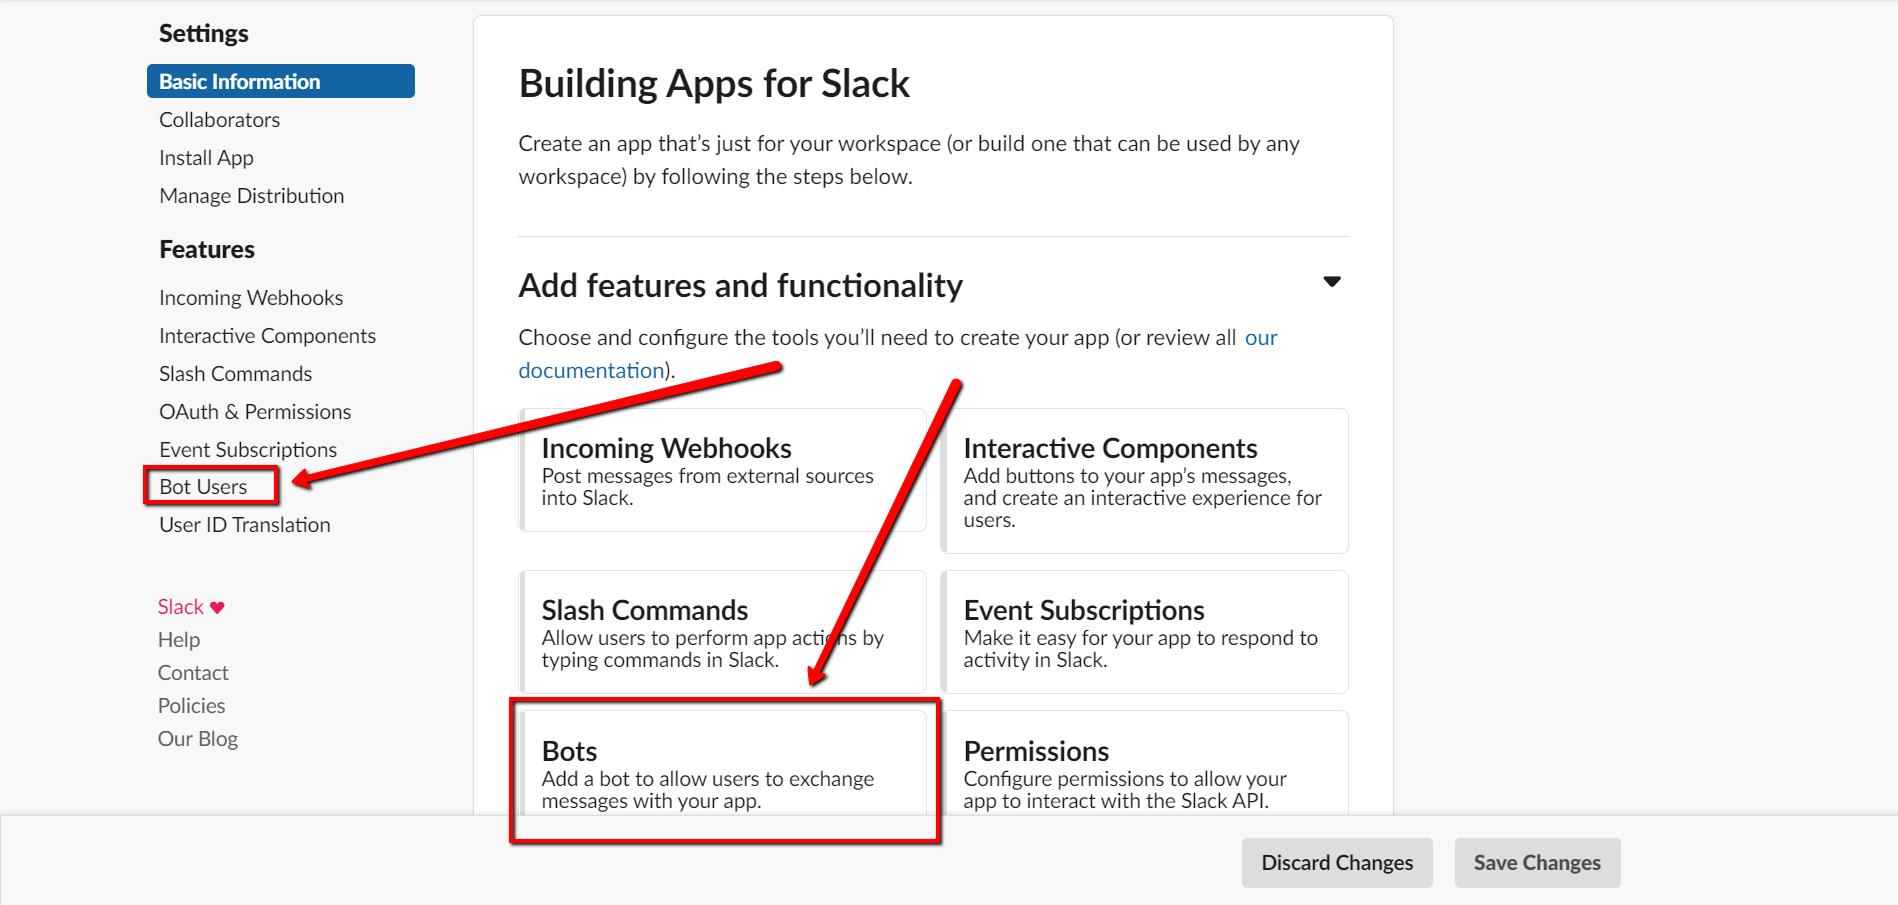 Settings
Basic Information
Collaborators
Install App
Manage Distribution
Features
Incoming Webhooks
Interactive Components
Slash Commands
OAuth & Permissions
Event Subscriptions
Bot Users
User ID Translation
Slack ♥
Help
Contact
Policies
Our Blog
Building Apps for Slack
Create an app that’s just for your workspace (or build one that can be used by any
workspace) by following the steps below.
Add features and functionality
Choose and configure the tools you’ll need to create your app (or review all our
documentation).
Incoming Webhooks
Post messages from external sources
into Slack.
Interactive Components
Add buttons to your app’s messages,
and create an interactive experience for
users.
Slash Commands
Allow users to perform app actions by
typing commands in Slack.
Event Subscriptions
Make it easy for your app to respond to
activity in Slack.
Bots
Add a bot to allow users to exchange
messages with your app.
Permissions
Configure permissions to allow your
app to interact with the Slack API.
Discard Changes
Save Changes